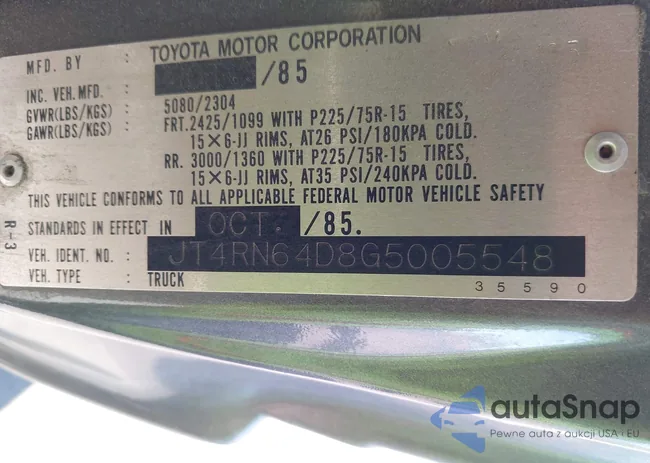 MFD. BY : TOYOTA MOTOR CORPORATION
INC. VEH. MFD. : /85
GVWR(LBS/KGS) : 5080/2304
GAWR(LBS/KGS) : FRT. 2425/1099 WITH P225/75R-15 TIRES,
15×6-JJ RIMS, AT26 PSI/180KPA COLD.
RR. 3000/1360 WITH P225/75R-15 TIRES,
15×6-JJ RIMS, AT35 PSI/240KPA COLD.
THIS VEHICLE CONFORMS TO ALL APPLICABLE FEDERAL MOTOR VEHICLE SAFETY
STANDARDS IN EFFECT IN OCT. /85.
VEH. IDENT. NO. : JT4RN64D8G5005548
VEH. TYPE : TRUCK
35590
R-3
autaSnap
Pewne auta z aukcji USA i EU